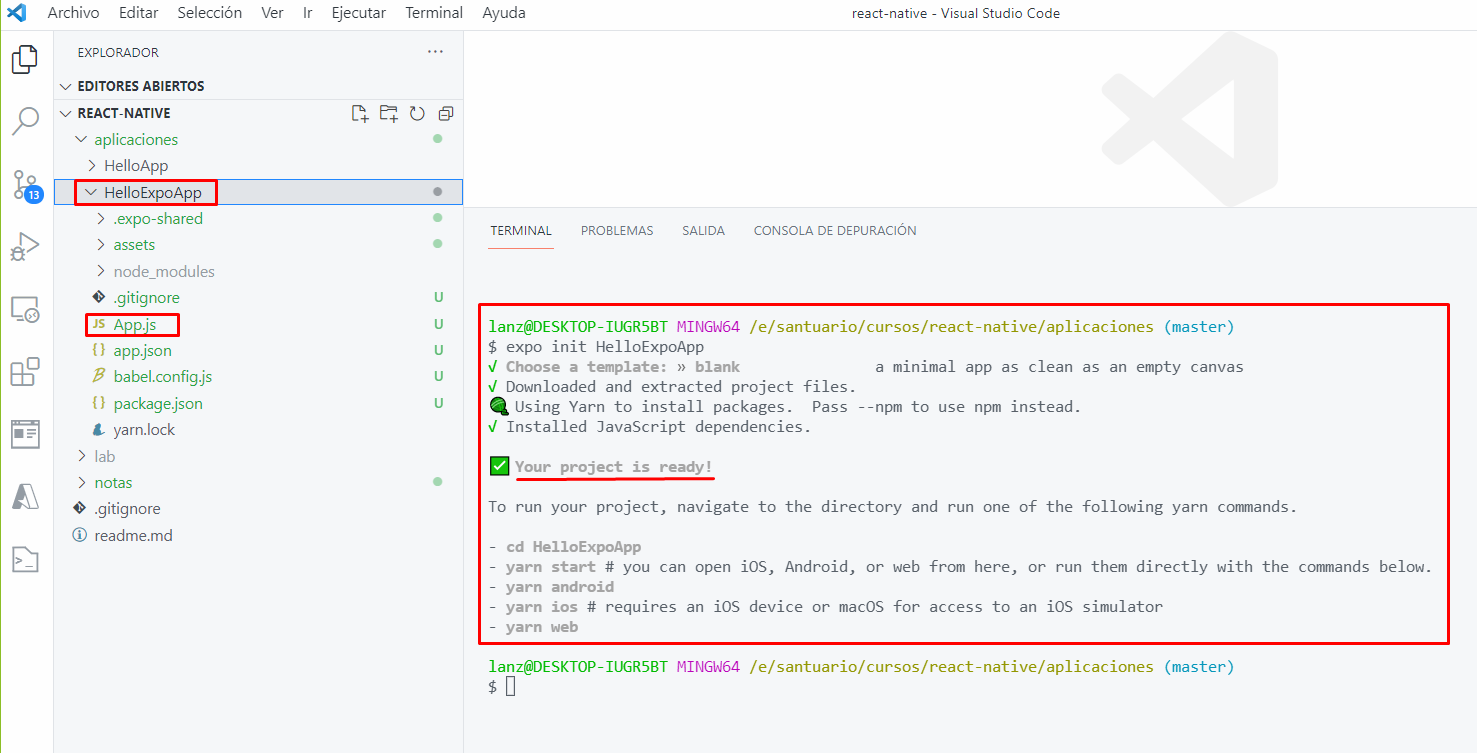 Archivo Editar Selección Ver Ir Ejecutar Terminal Ayuda react-native - Visual Studio Code
EXPLORADOR
EDITORES ABIERTOS
REACT-NATIVE
aplicaciones
HelloApp
HelloExpoApp
.expo-shared
assets
node_modules
.gitignore U
JS App.js U
{} app.json U
babel.config.js U
{} package.json U
yarn.lock
lab
notas
.gitignore
readme.md
13
TERMINAL PROBLEMAS SALIDA CONSOLA DE DEPURACIÓN
lanz@DESKTOP-IUGR5BT MINGW64 /e/santuario/cursos/react-native/aplicaciones (master)
$ expo init HelloExpoApp
√ Choose a template: » blank a minimal app as clean as an empty canvas
√ Downloaded and extracted project files.
🧶 Using Yarn to install packages. Pass --npm to use npm instead.
√ Installed JavaScript dependencies.
✅ Your project is ready!
To run your project, navigate to the directory and run one of the following yarn commands.
- cd HelloExpoApp
- yarn start # you can open iOS, Android, or web from here, or run them directly with the commands below.
- yarn android
- yarn ios # requires an iOS device or macOS for access to an iOS simulator
- yarn web
lanz@DESKTOP-IUGR5BT MINGW64 /e/santuario/cursos/react-native/aplicaciones (master)
$